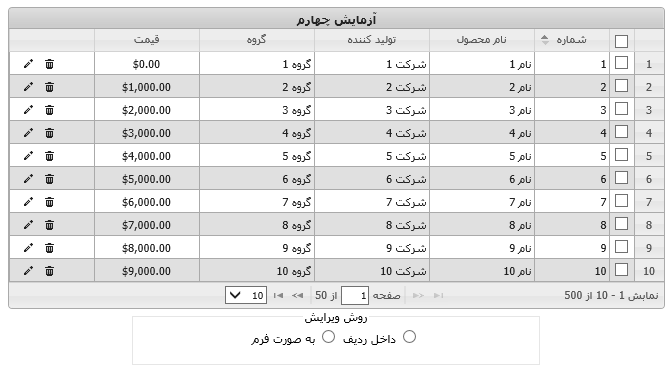 آزمایش چهارم
شماره نام محصول تولید کننده گروه قیمت
1 1 نام 1 شرکت 1 گروه 1 $0.00
2 2 نام 2 شرکت 2 گروه 2 $1,000.00
3 3 نام 3 شرکت 3 گروه 3 $2,000.00
4 4 نام 4 شرکت 4 گروه 4 $3,000.00
5 5 نام 5 شرکت 5 گروه 5 $4,000.00
6 6 نام 6 شرکت 6 گروه 6 $5,000.00
7 7 نام 7 شرکت 7 گروه 7 $6,000.00
8 8 نام 8 شرکت 8 گروه 8 $7,000.00
9 9 نام 9 شرکت 9 گروه 9 $8,000.00
10 10 نام 10 شرکت 10 گروه 10 $9,000.00
نمایش 1 - 10 از 500 صفحه 1 از 50 10
روش ویرایش
داخل ردیف به صورت فرم